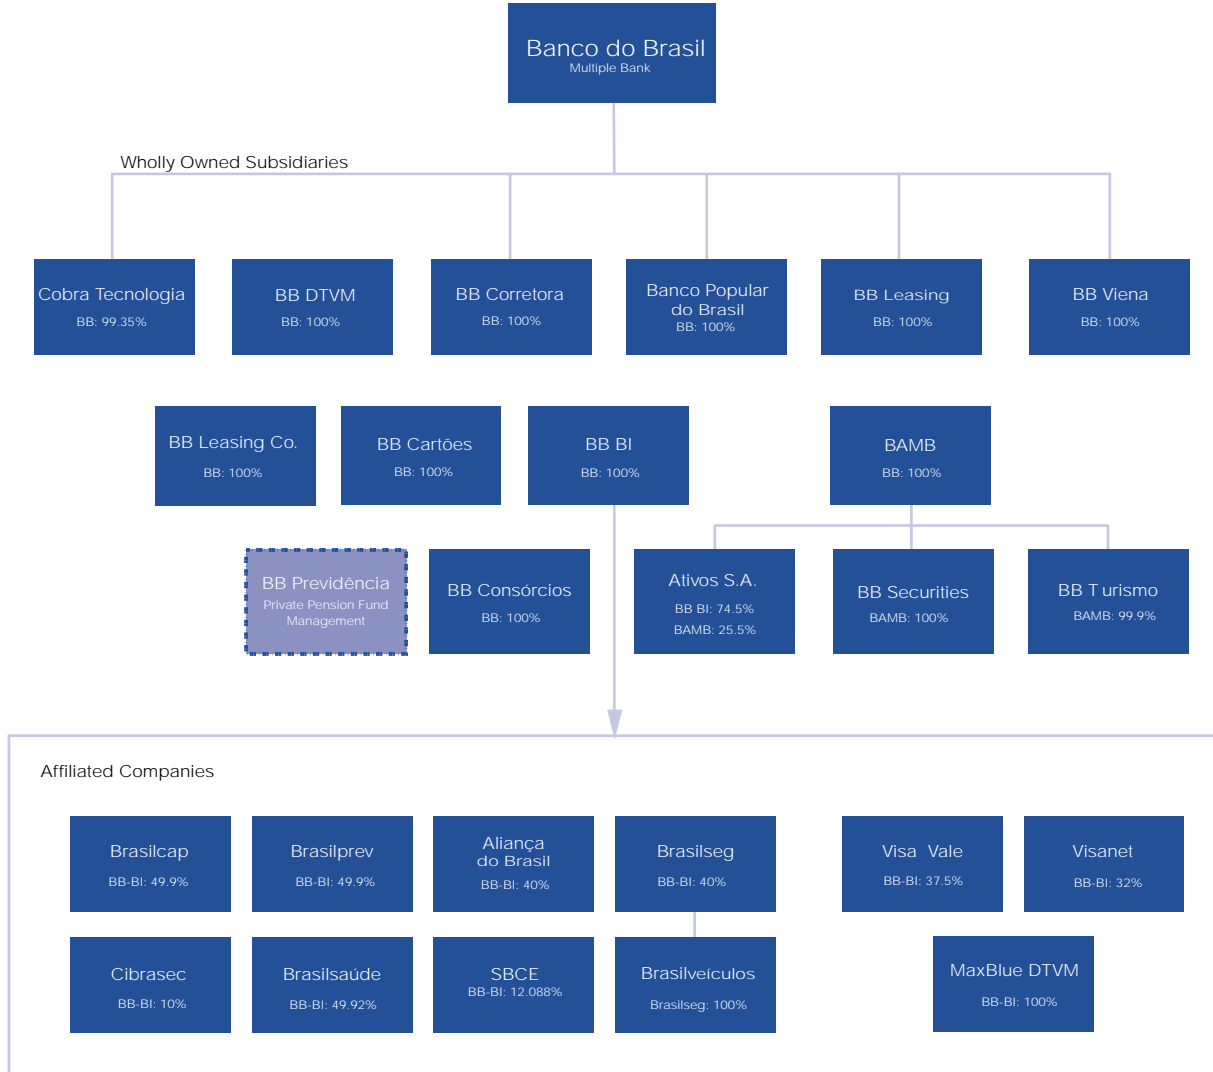 Banco do Brasil
Multiple Bank
Wholly Owned Subsidiaries
Cobra Tecnologia
BB: 99.35%
BB DTVM
BB: 100%
BB Corretora
BB: 100%
Banco Popular
do Brasil
BB: 100%
BB Leasing
BB: 100%
BB Viena
BB: 100%
BB Leasing Co.
BB: 100%
BB Cartões
BB: 100%
BB BI
BB: 100%
BAMB
BB: 100%
BB Previdência
Private Pension Fund
Management
BB Consórcios
BB: 100%
Ativos S.A.
BB BI: 74.5%
BAMB: 25.5%
BB Securities
BAMB: 100%
BB Turismo
BAMB: 99.9%
Affiliated Companies
Brasilcap
BB-BI: 49.9%
Brasilprev
BB-BI: 49.9%
Aliança
do Brasil
BB-BI: 40%
Brasilseg
BB-BI: 40%
Visa Vale
BB-BI: 37.5%
Visanet
BB-BI: 32%
Cibrasec
BB-BI: 10%
Brasilsaúde
BB-BI: 49.92%
SBCE
BB-BI: 12.088%
Brasilveículos
Brasilseg: 100%
MaxBlue DTVM
BB-BI: 100%